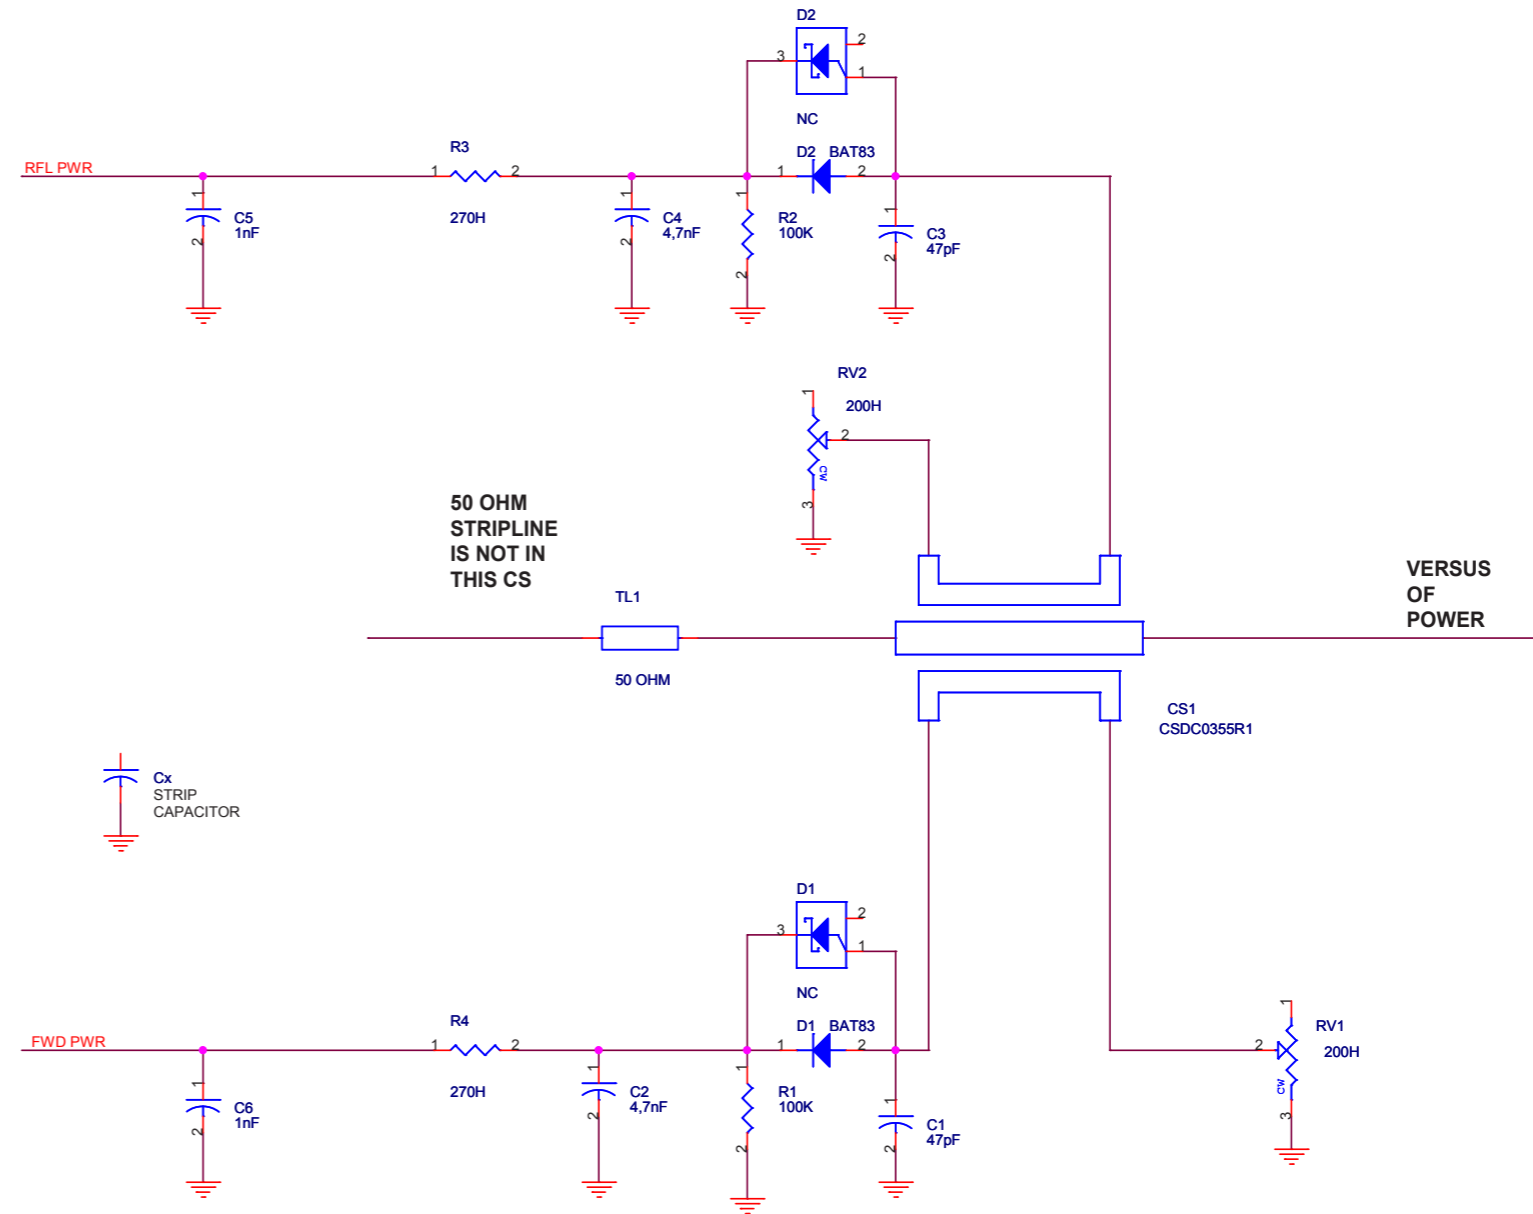 D2
2
3
1
NC
R3
D2 BAT83
RFL PWR
1
2
1
2
1
1
1
1
C5
1nF
270H
C4
4,7nF
R2
100K
C3
47pF
2
2
2
2
RV2
1
200H
2
CW
3
50 OHM
STRIPLINE
IS NOT IN
THIS CS
VERSUS
OF
POWER
TL1
50 OHM
CS1
CSDC0355R1
Cx
STRIP
CAPACITOR
D1
2
3
1
NC
R4
D1 BAT83
1
RV1
FWD PWR
1
2
1
2
2
200H
CW
1
1
1
1
C6
1nF
270H
C2
4,7nF
R1
100K
C1
47pF
3
2
2
2
2